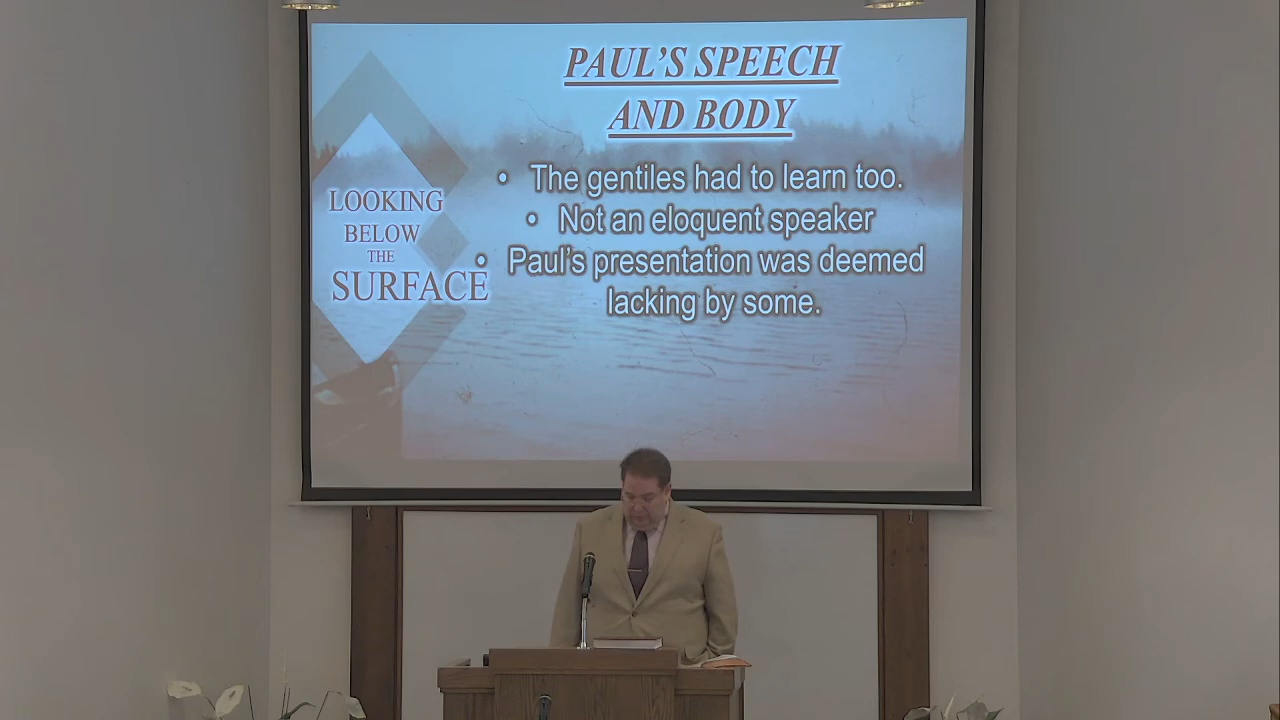 PAUL'S SPEECH
AND BODY
• The gentiles had to learn too.
• Not an eloquent speaker
• Paul's presentation was deemed
lacking by some.
LOOKING
BELOW
THE
SURFACE